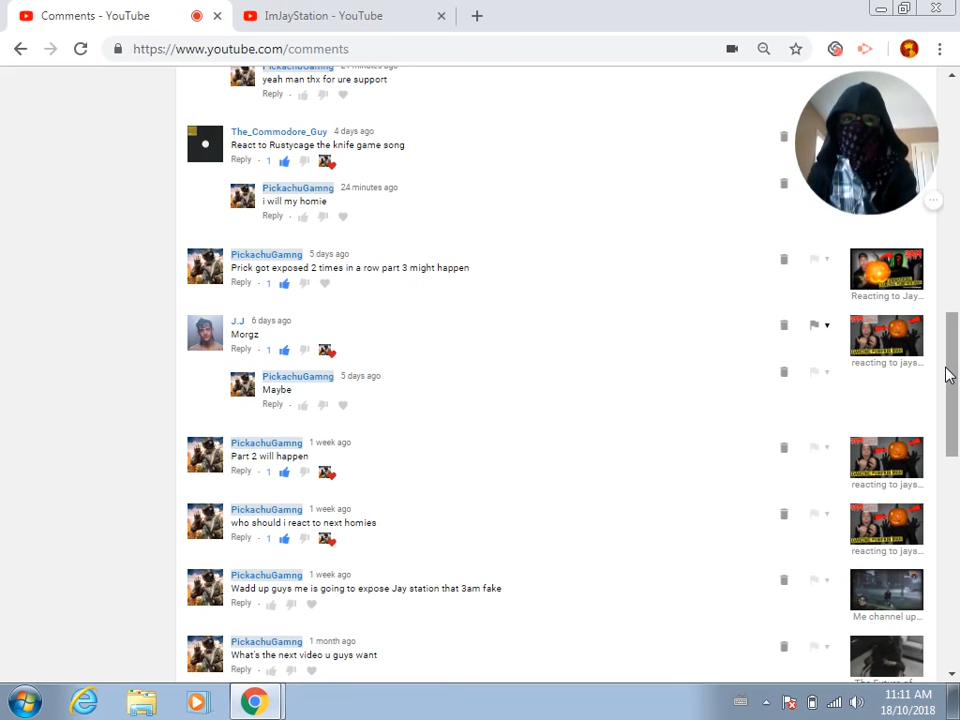 Comments - YouTube
ImJayStation - YouTube
https://www.youtube.com/comments
PickachuGamng 21 minutes ago
yeah man thx for ure support
Reply
The_Commodore_Guy 4 days ago
React to Rustycage the knife game song
Reply 1
PickachuGamng 24 minutes ago
i will my homie
Reply
PickachuGamng 5 days ago
Prick got exposed 2 times in a row part 3 might happen
Reply 1
Reacting to Jay...
J.J 6 days ago
Morgz
Reply 1
reacting to jays...
PickachuGamng 5 days ago
Maybe
Reply
PickachuGamng 1 week ago
Part 2 will happen
Reply 1
reacting to jays...
PickachuGamng 1 week ago
who should i react to next homies
Reply 1
reacting to jays...
PickachuGamng 1 week ago
Wadd up guys me is going to expose Jay station that 3am fake
Reply
Me channel up...
PickachuGamng 1 month ago
What's the next video u guys want
Reply
11:11 AM
18/10/2018